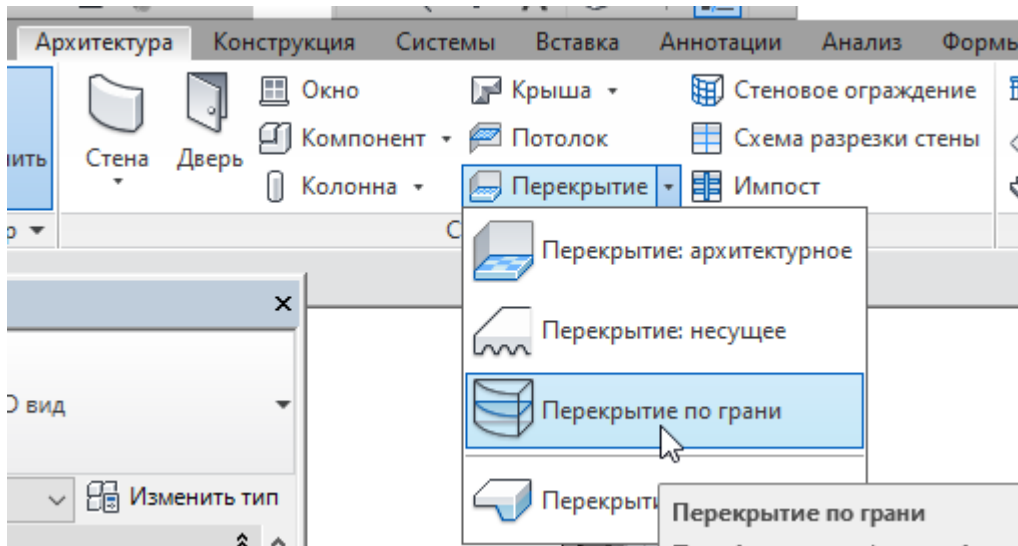 Архитектура Конструкция Системы Вставка Аннотации Анализ
Окно Крыша Стеновое ограждение
Компонент Потолок Схема разрезки стены
Стена Дверь
Колонна Перекрытие Импост
Перекрытие: архитектурное
Перекрытие: несущее
вид
Перекрытие по грани
Изменить тип
Перекрытие по грани